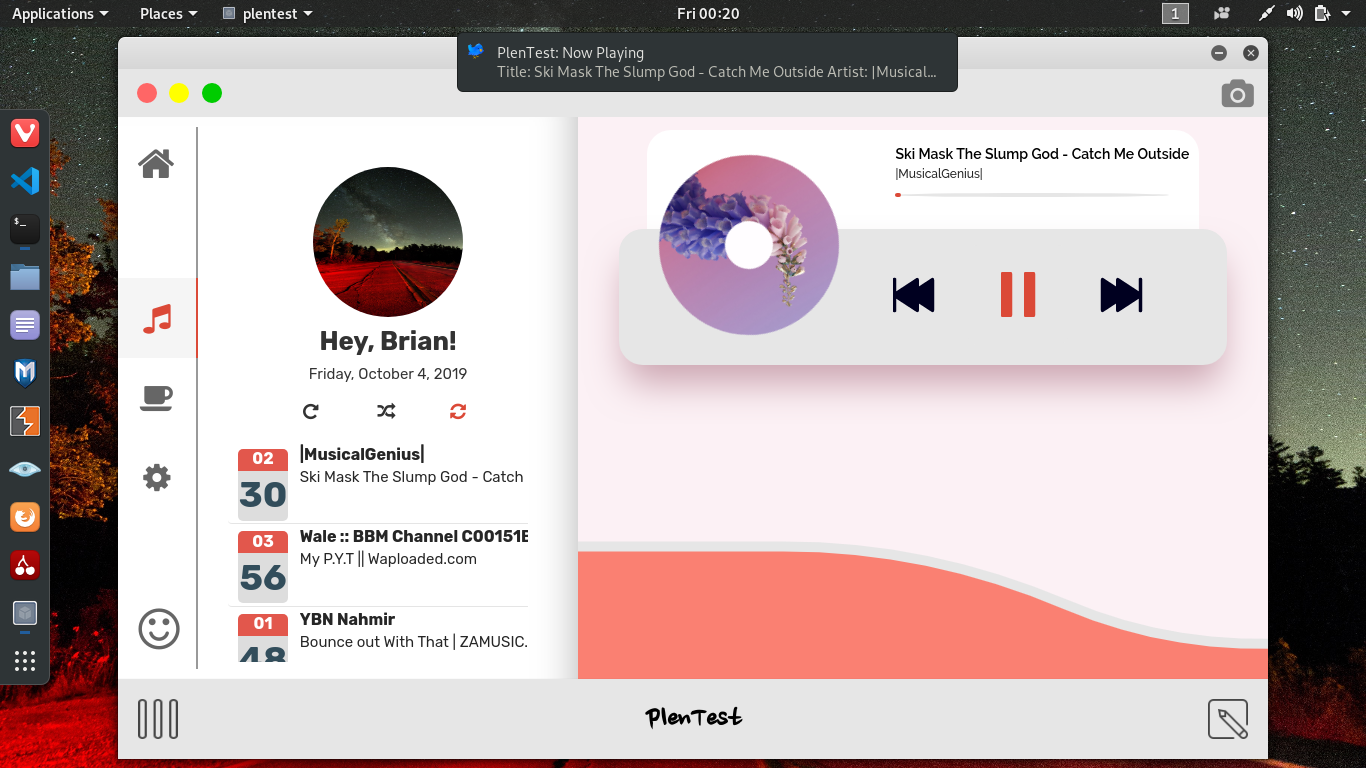 Applications Places plentest Fri 00:20 1
PlenTest: Now Playing
Title: Ski Mask The Slump God - Catch Me Outside Artist: |Musical...
$_
Ski Mask The Slump God - Catch Me Outside
|MusicalGenius|
Hey, Brian!
Friday, October 4, 2019
02
30
|MusicalGenius|
Ski Mask The Slump God - Catch
03
56
Wale :: BBM Channel C00151E
My P.Y.T || Waploaded.com
01
48
YBN Nahmir
Bounce out With That | ZAMUSIC.
PlenTest